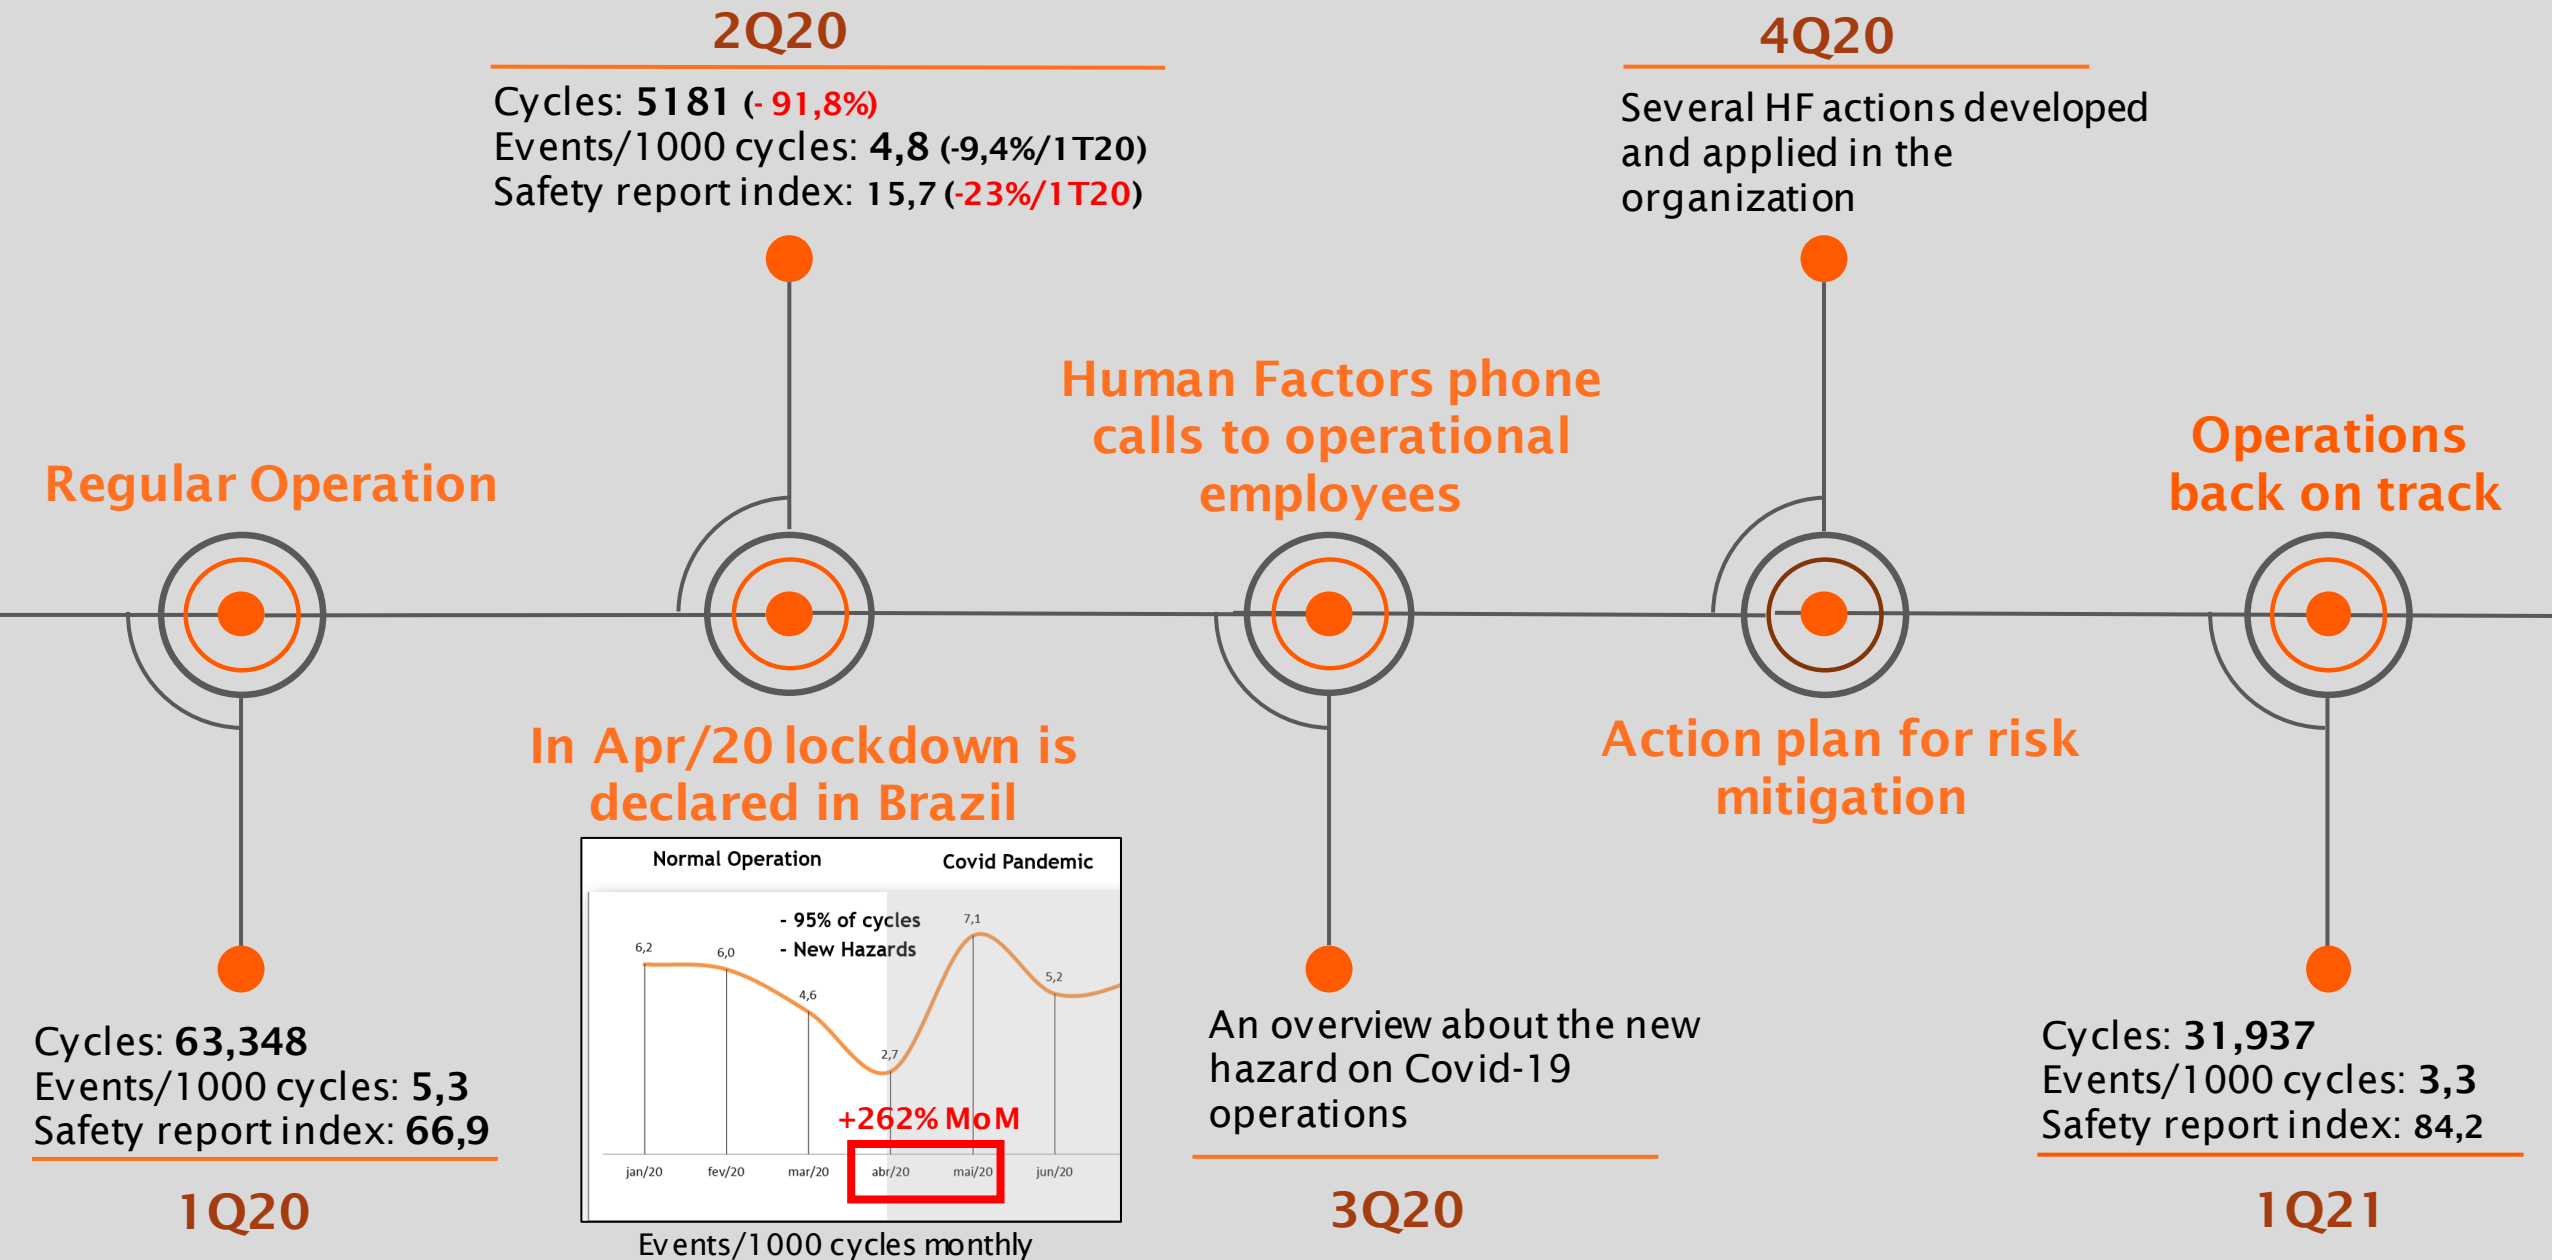 2Q20
Cycles: 5181 (- 91,8%)
Events/1000 cycles: 4,8 (-9,4%/1T20)
Safety report index: 15,7 (-23%/1T20)
4Q20
Several HF actions developed
and applied in the
organization
Regular Operation
Human Factors phone
calls to operational
employees
Operations
back on track
In Apr/20 lockdown is
declared in Brazil
Action plan for risk
mitigation
Normal Operation
Covid Pandemic
- 95% of cycles
- New Hazards
6,2
6,0
4,6
2,7
7,1
5,2
+262% MoM
jan/20
fev/20
mar/20
abr/20
mai/20
jun/20
Events/1000 cycles monthly
Cycles: 63,348
Events/1000 cycles: 5,3
Safety report index: 66,9
1Q20
An overview about the new
hazard on Covid-19
operations
3Q20
Cycles: 31,937
Events/1000 cycles: 3,3
Safety report index: 84,2
1Q21